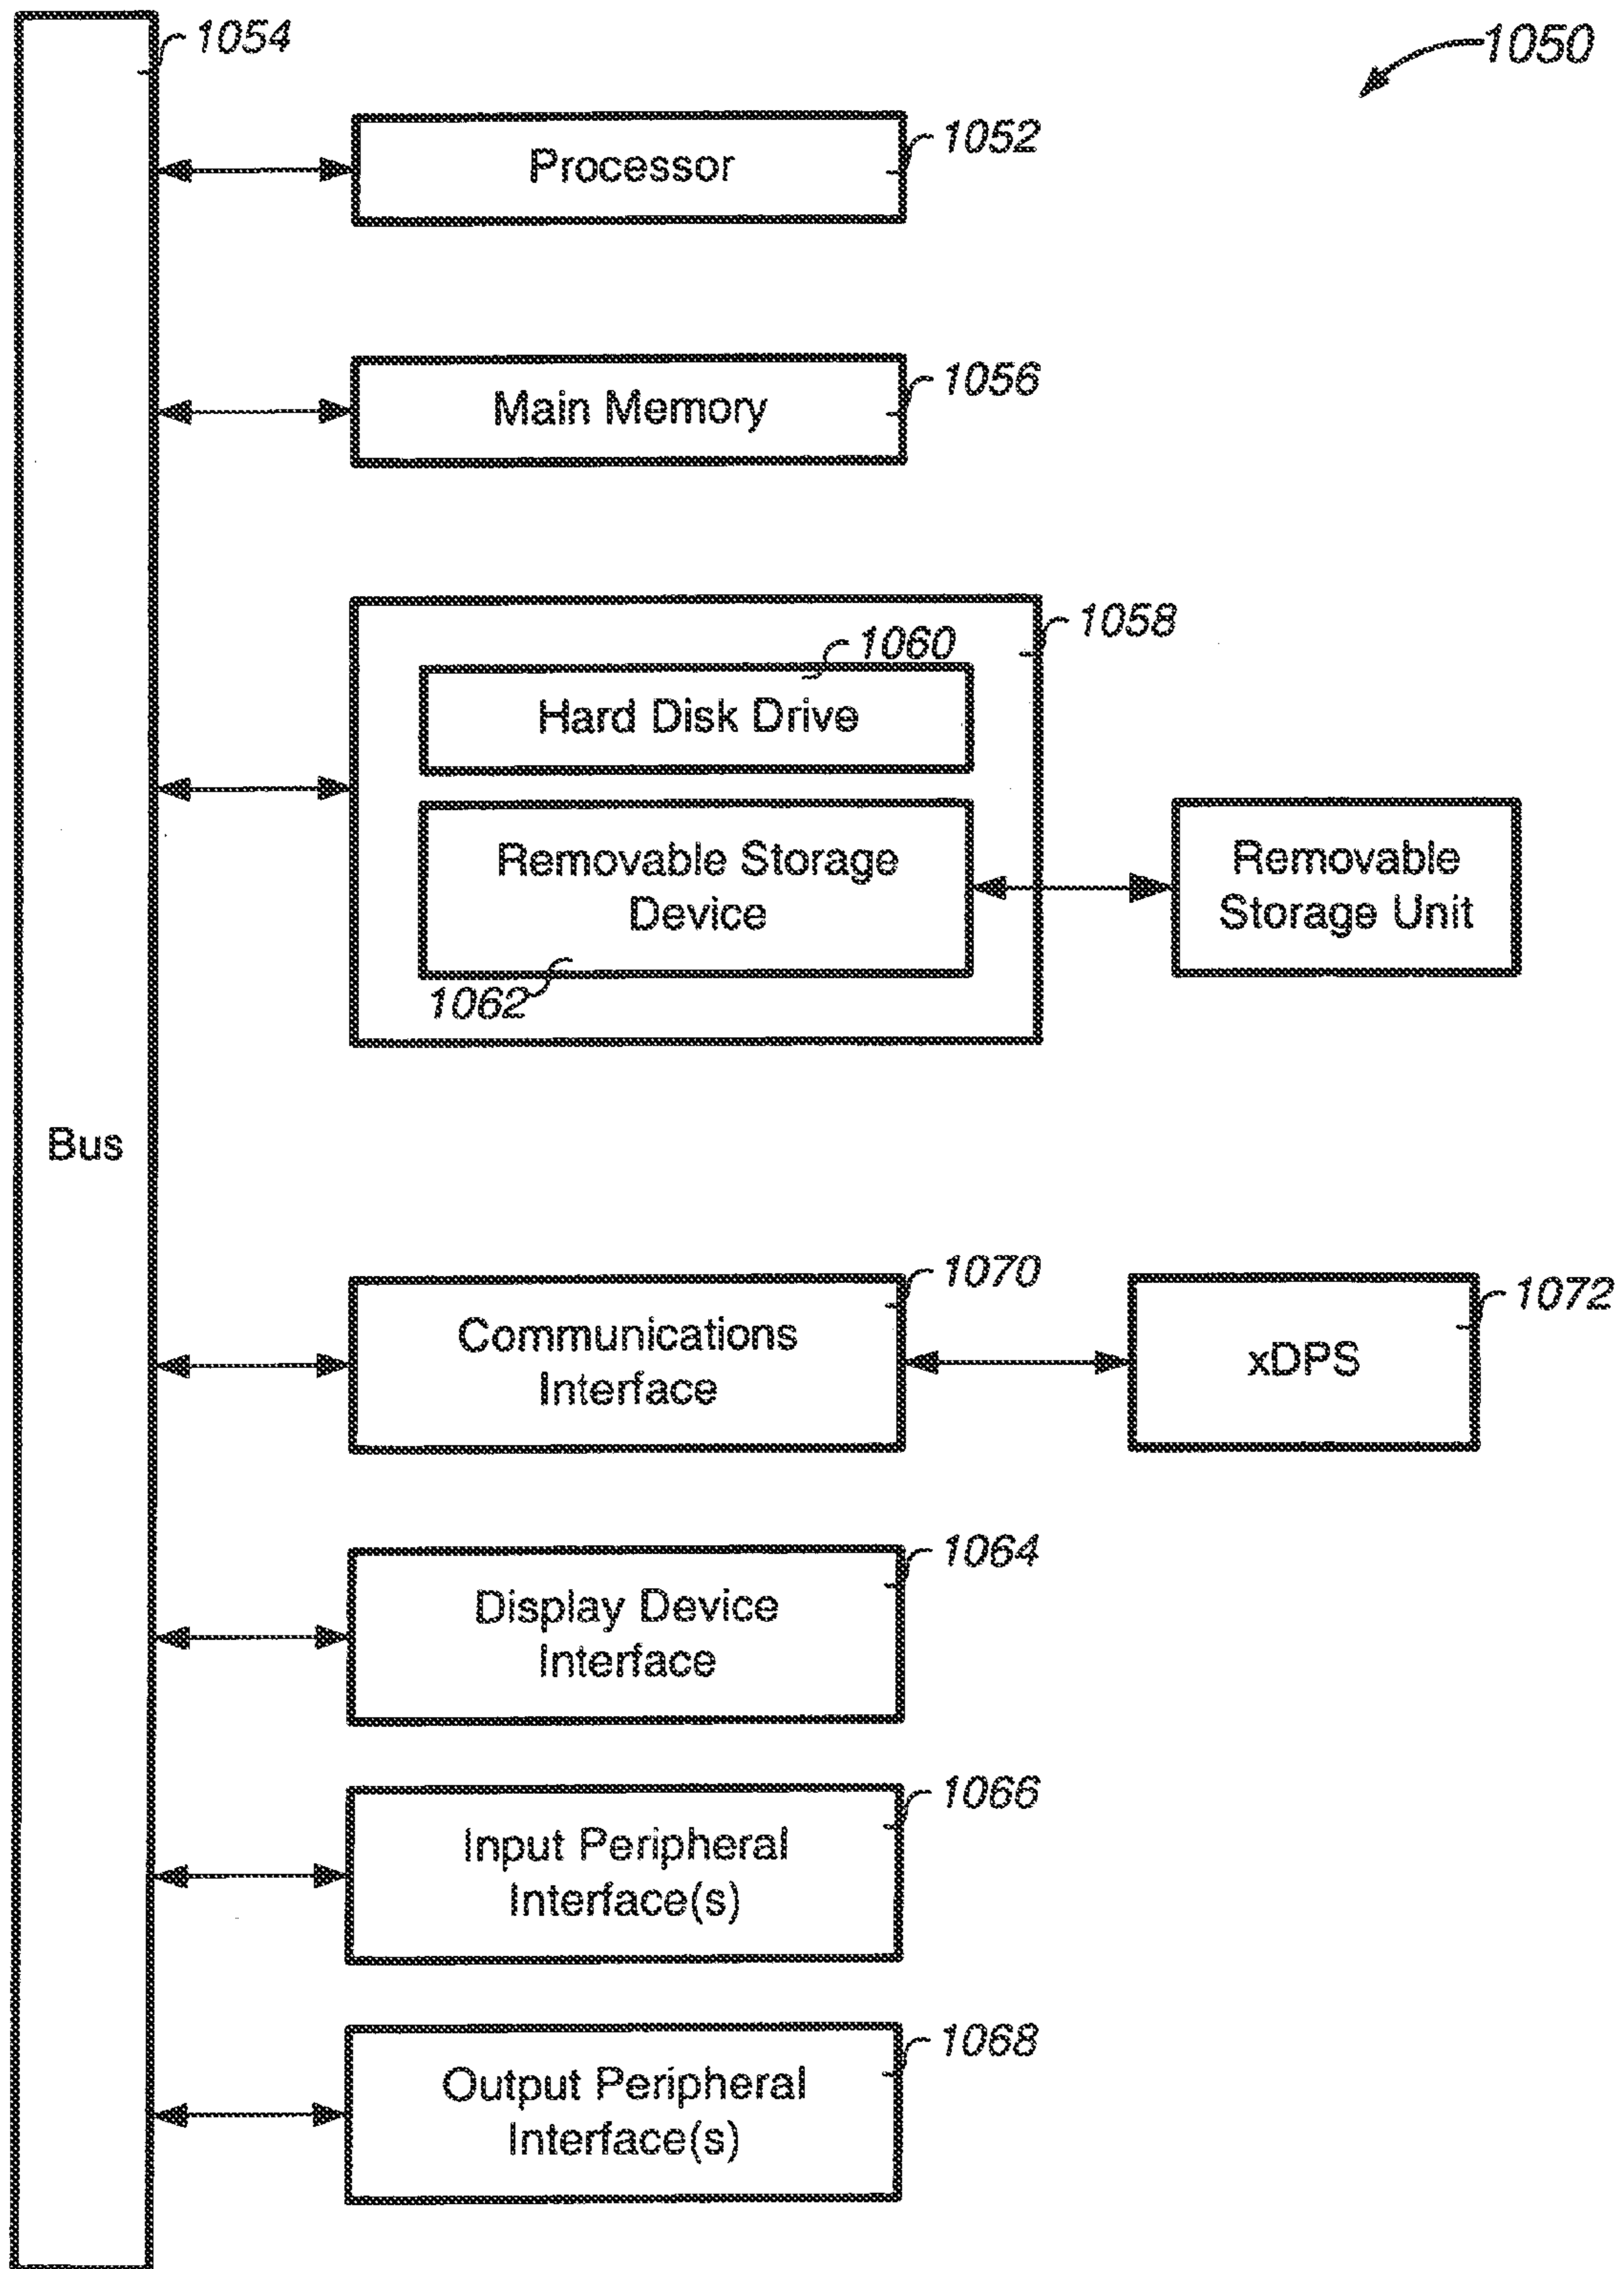 1054
1050
Processor
1052
Main Memory
1056
1058
1060
Hard Disk Drive
Removable Storage
Device
1062
Removable
Storage Unit
Bus
1070
Communications
Interface
1072
xDPS
1064
Display Device
Interface
1066
Input Peripheral
Interface(s)
1068
Output Peripheral
Interface(s)